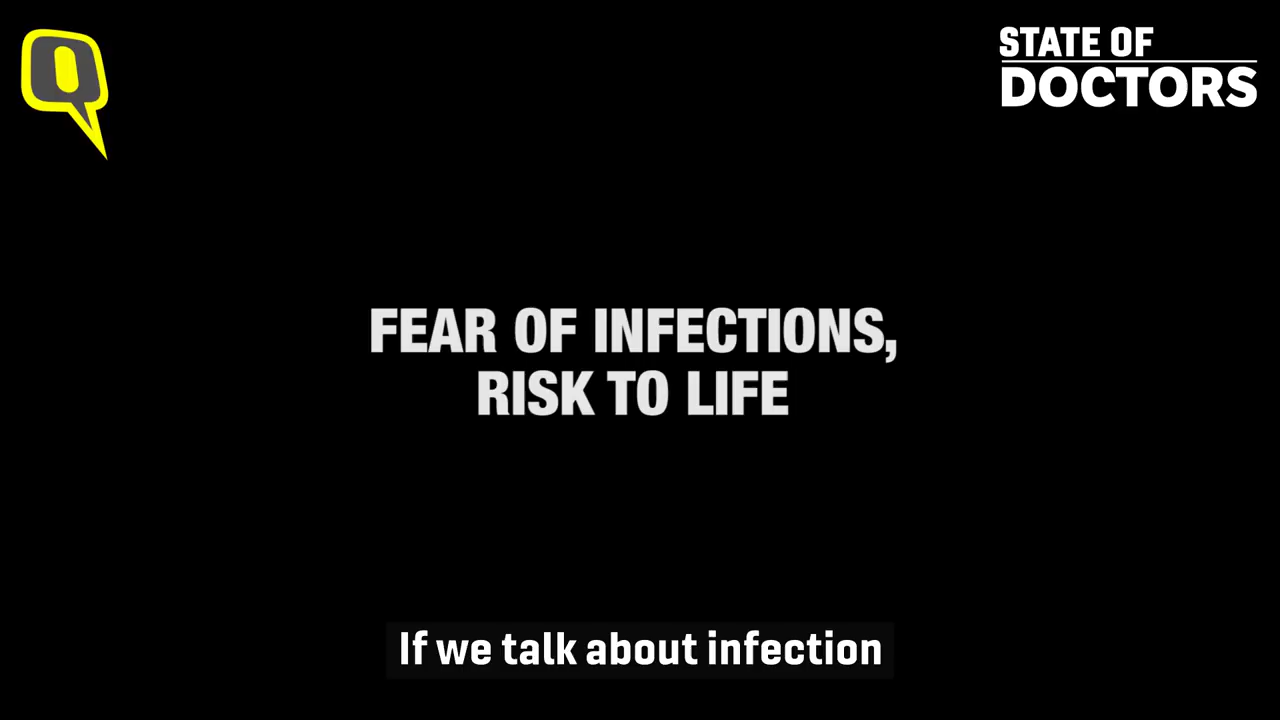 STATE OF
DOCTORS
FEAR OF INFECTIONS,
RISK TO LIFE
If we talk about infection